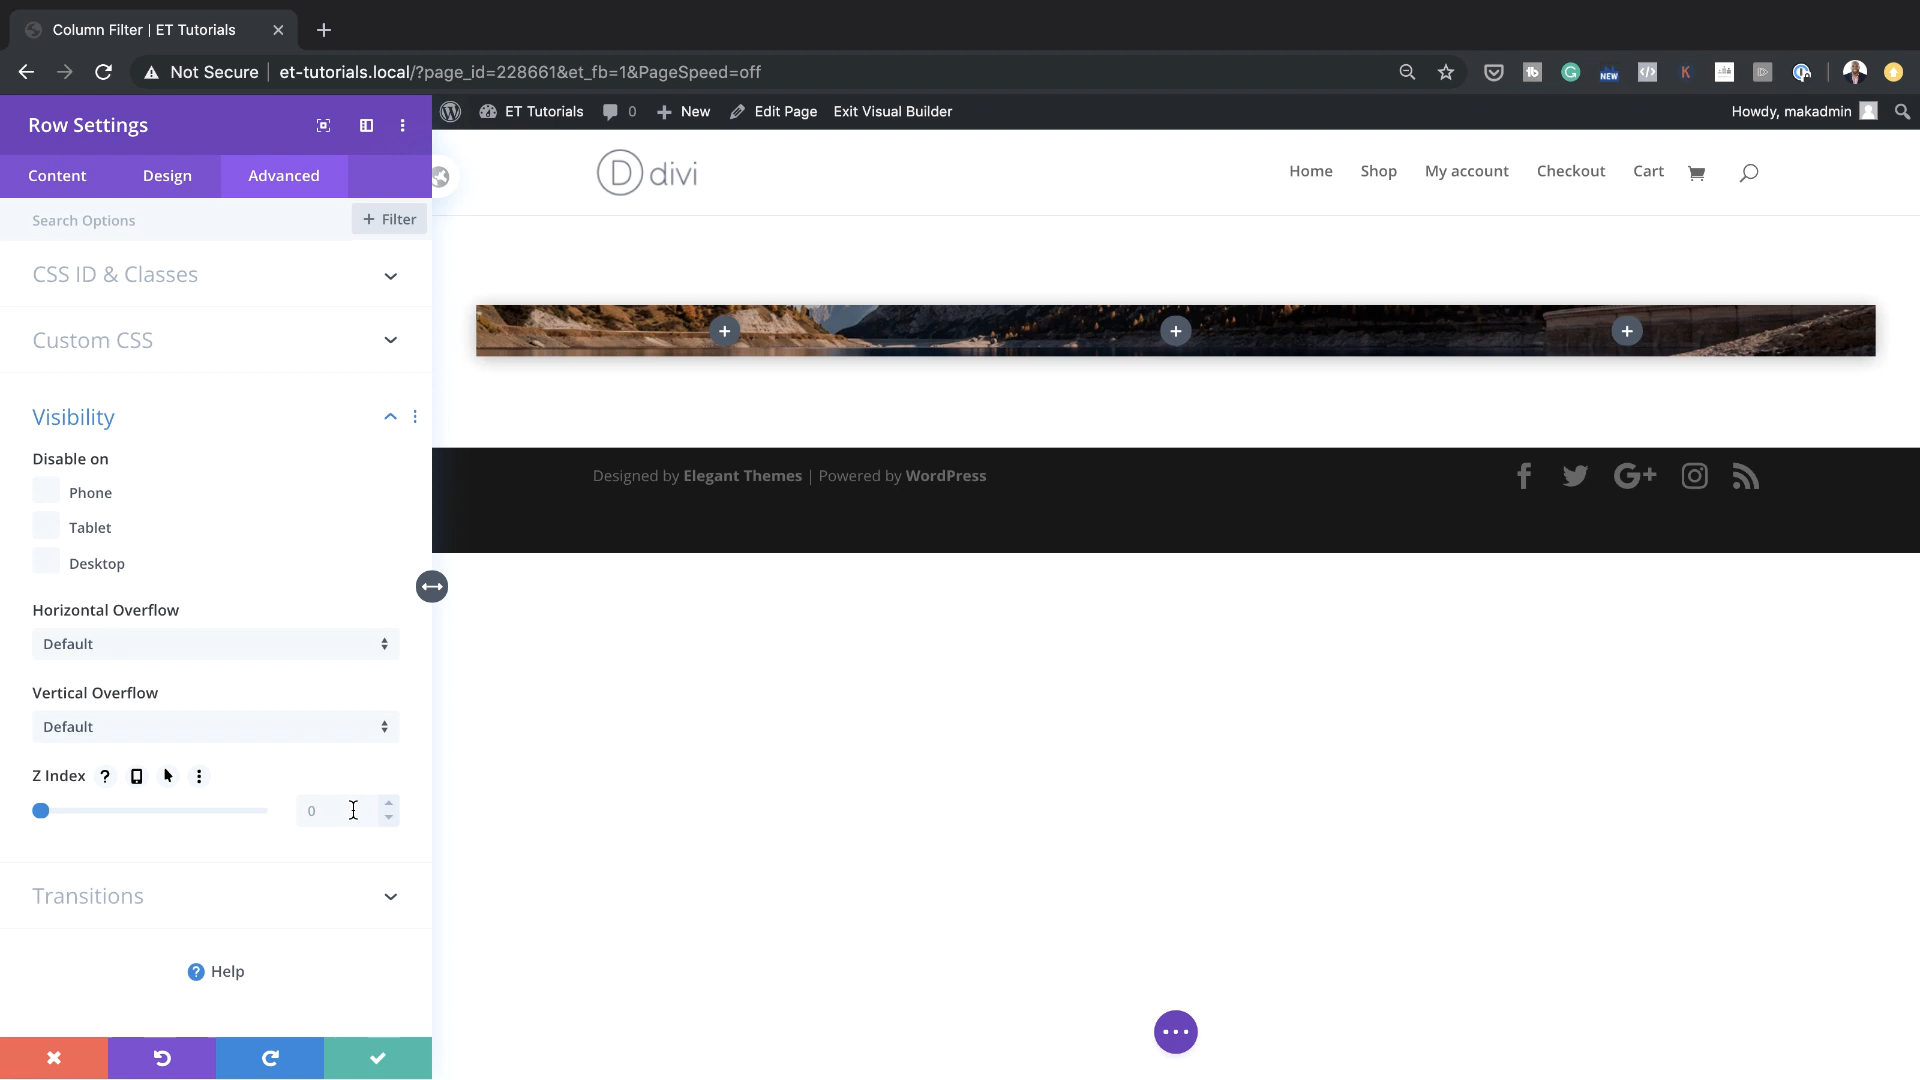 Column Filter | ET Tutorials
Not Secure | et-tutorials.local/?page_id=228661&et_fb=1&PageSpeed=off
Row Settings
ET Tutorials 0 New Edit Page Exit Visual Builder Howdy, makadmin
Content Design Advanced
D divi Home Shop My account Checkout Cart
Search Options + Filter
CSS ID & Classes
Custom CSS
Visibility
Disable on
Phone
Tablet
Desktop
Designed by Elegant Themes | Powered by WordPress
Horizontal Overflow
Default
Vertical Overflow
Default
Z Index ?
0
Transitions
? Help